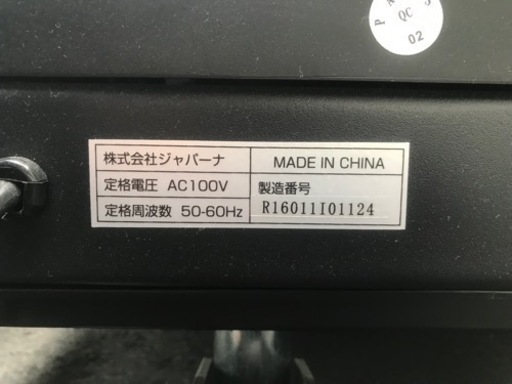 QC
02
株式会社ジャパーナ
MADE IN CHINA
定格電圧 AC100V
製造番号
定格周波数 50-60Hz
R16011I01124